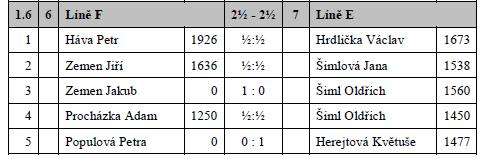 1.6 6 Líně F 2½ - 2½ 7 Líně E
1 Háva Petr 1926 ½:½ Hrdlička Václav 1673
2 Zemen Jiří 1636 ½:½ Šimlová Jana 1538
3 Zemen Jakub 0 1 : 0 Šiml Oldřich 1560
4 Procházka Adam 1250 ½:½ Šiml Oldřich 1450
5 Populová Petra 0 0 : 1 Herejtová Květuše 1477